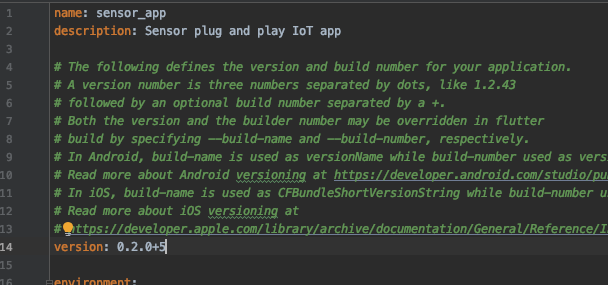 1 name: sensor_app
2 description: Sensor plug and play IoT app
3
4 # The following defines the version and build number for your application.
5 # A version number is three numbers separated by dots, like 1.2.43
6 # followed by an optional build number separated by a +.
7 # Both the version and the builder number may be overridden in flutter
8 # build by specifying --build-name and --build-number, respectively.
9 # In Android, build-name is used as versionName while build-number used as
10 # Read more about Android versioning at https://developer.android.com/studio/
11 # In iOS, build-name is used as CFBundleShortVersionString while build-number
12 # Read more about iOS versioning at
13 # https://developer.apple.com/library/archive/documentation/General/Reference/
14 version: 0.2.0+5
15
16 environment: